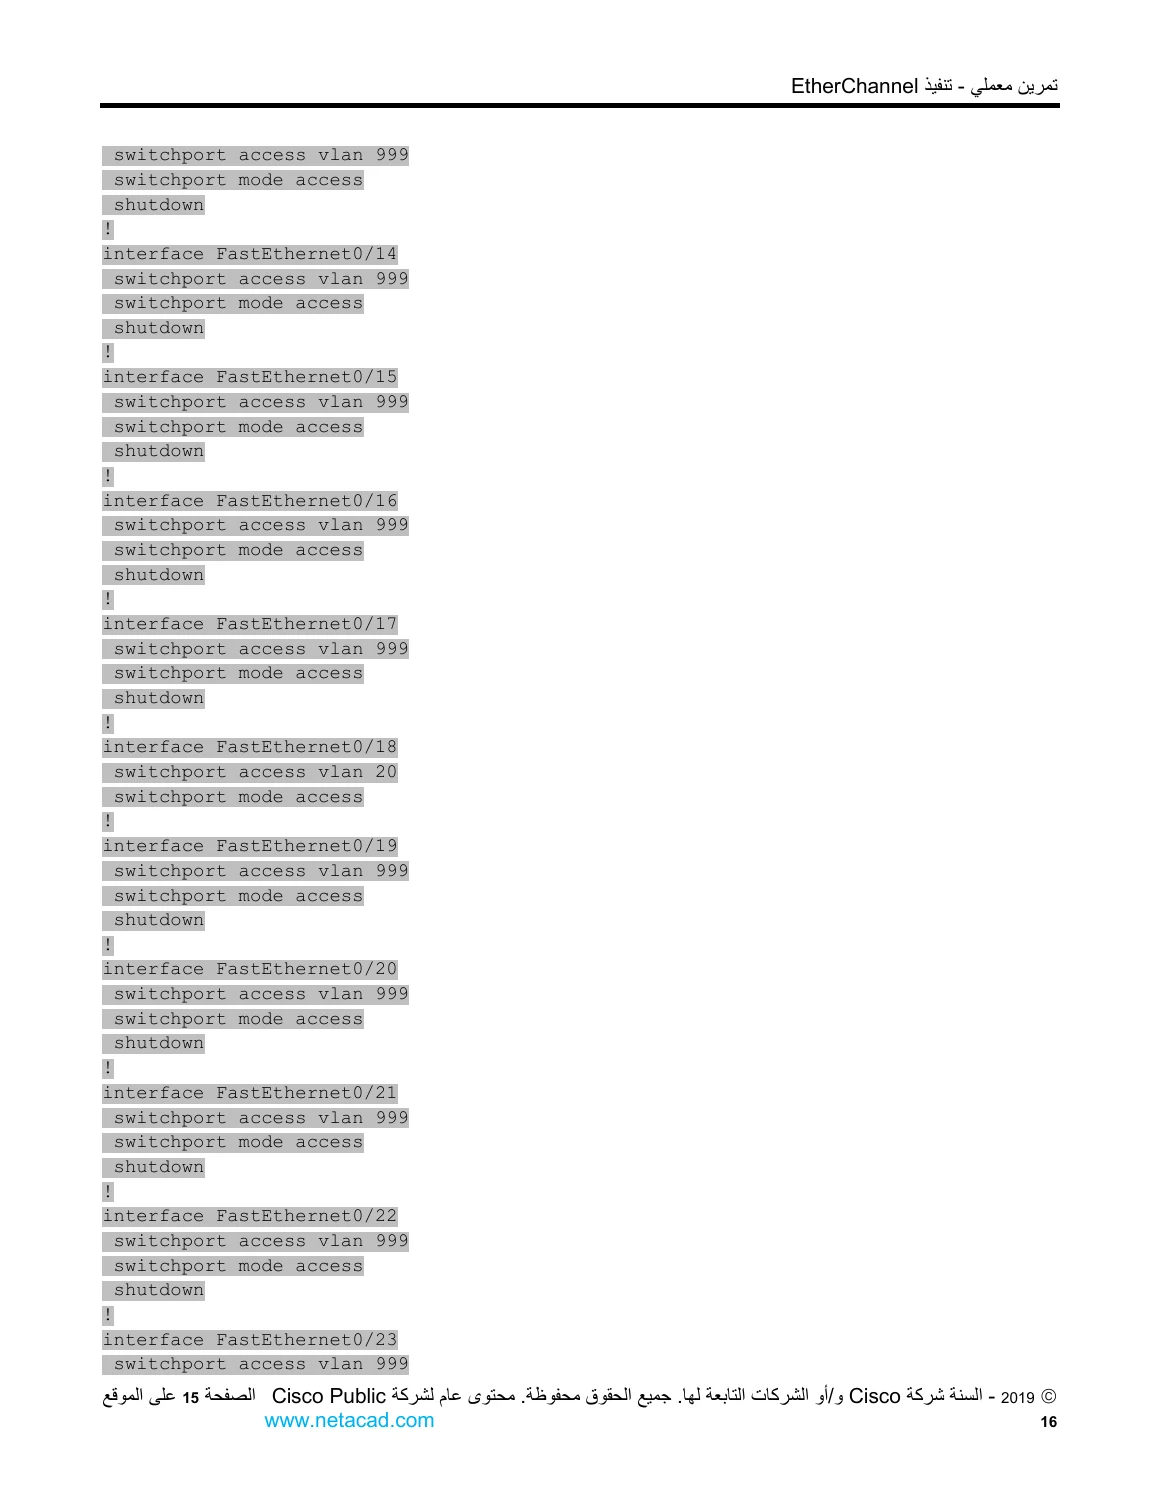 تمرين معملي - تنفيذ EtherChannel
switchport access vlan 999
switchport mode access
shutdown
!
interface FastEthernet0/14
switchport access vlan 999
switchport mode access
shutdown
!
interface FastEthernet0/15
switchport access vlan 999
switchport mode access
shutdown
!
interface FastEthernet0/16
switchport access vlan 999
switchport mode access
shutdown
!
interface FastEthernet0/17
switchport access vlan 999
switchport mode access
shutdown
!
interface FastEthernet0/18
switchport access vlan 20
switchport mode access
!
interface FastEthernet0/19
switchport access vlan 999
switchport mode access
shutdown
!
interface FastEthernet0/20
switchport access vlan 999
switchport mode access
shutdown
!
interface FastEthernet0/21
switchport access vlan 999
switchport mode access
shutdown
!
interface FastEthernet0/22
switchport access vlan 999
switchport mode access
shutdown
!
interface FastEthernet0/23
switchport access vlan 999
© 2019 - السنة شركة Cisco و/أو الشركات التابعة لها. جميع الحقوق محفوظة. محتوى عام لشركة Cisco Public الصفحة 15 على الموقع
16 www.netacad.com